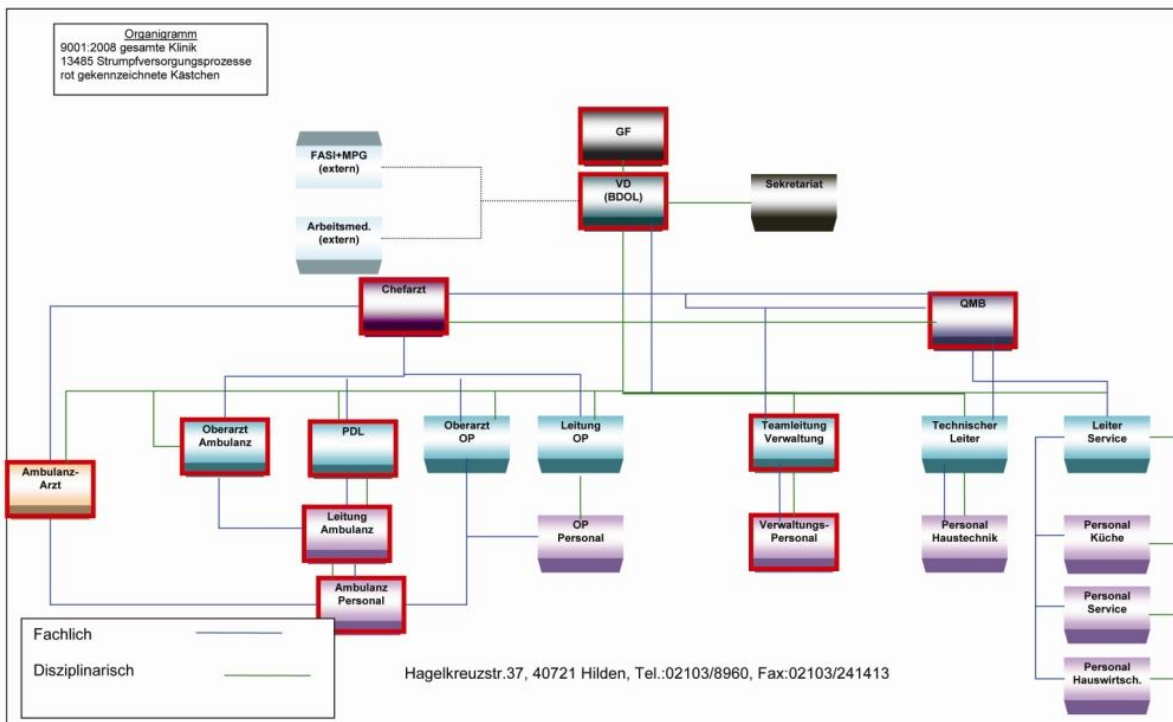 Organigramm
9001:2008 gesamte Klinik
13485 Strumpfversorgungsprozesse
rot gekennzeichnete Kästchen
GF
FASI+MPG
(extern)
VD
(BDOL)
Sekretariat
Arbeitsmed.
(extern)
Chefarzt
QMB
Oberarzt
Ambulanz
PDL
Oberarzt
OP
Leitung
OP
Teamleitung
Verwaltung
Technischer
Leiter
Leiter
Service
Ambulanz-
Arzt
Leitung
Ambulanz
OP
Personal
Verwaltungs-
Personal
Personal
Haustechnik
Personal
Küche
Ambulanz
Personal
Personal
Service
Personal
Hauswirtsch.
Fachlich
Disziplinarisch
Hagelkreuzstr.37, 40721 Hilden, Tel.:02103/8960, Fax:02103/241413